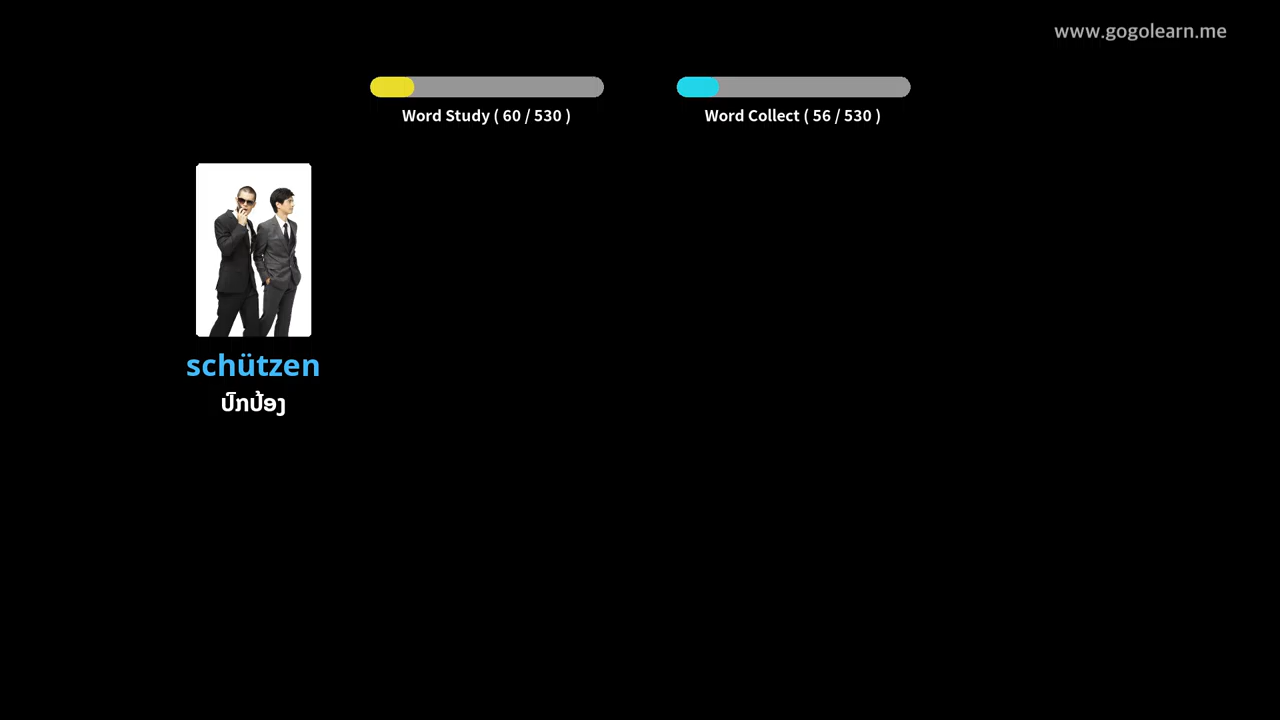 www.gogolearn.me
Word Study ( 60 / 530 )
Word Collect ( 56 / 530 )
schützen
ປົກປ້ອງ